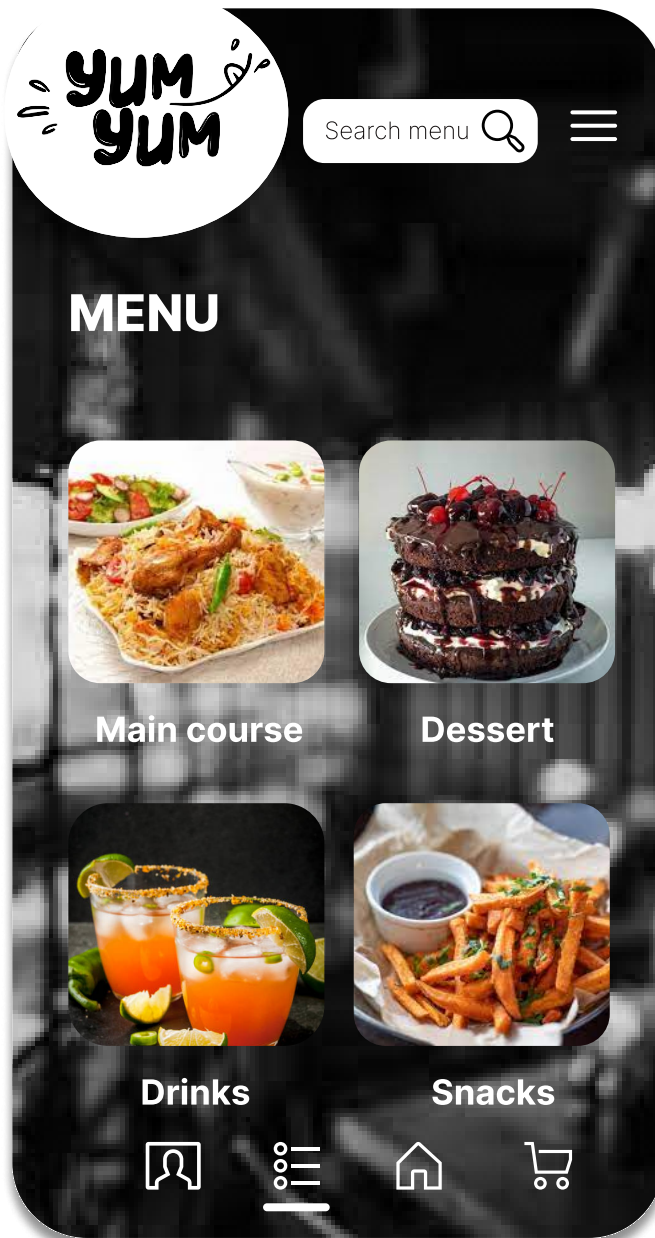 YUM
YUM
Search menu
MENU
Main course
Dessert
Drinks
Snacks